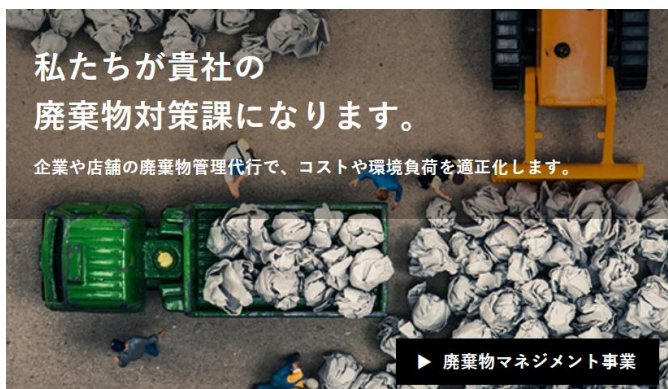 私たちが貴社の
廃棄物対策課になります。
企業や店舗の廃棄物管理代行で、コストや環境負荷を適正化します。
▶ 廃棄物マネジメント事業